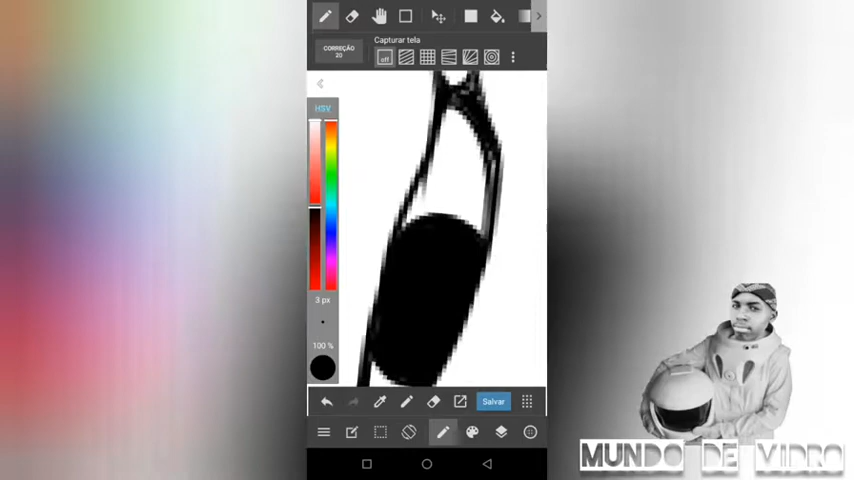 Capturar tela
CORREÇÃO
20
off
HSV
3 px
100 %
Salvar
MUNDO DE VIDRO